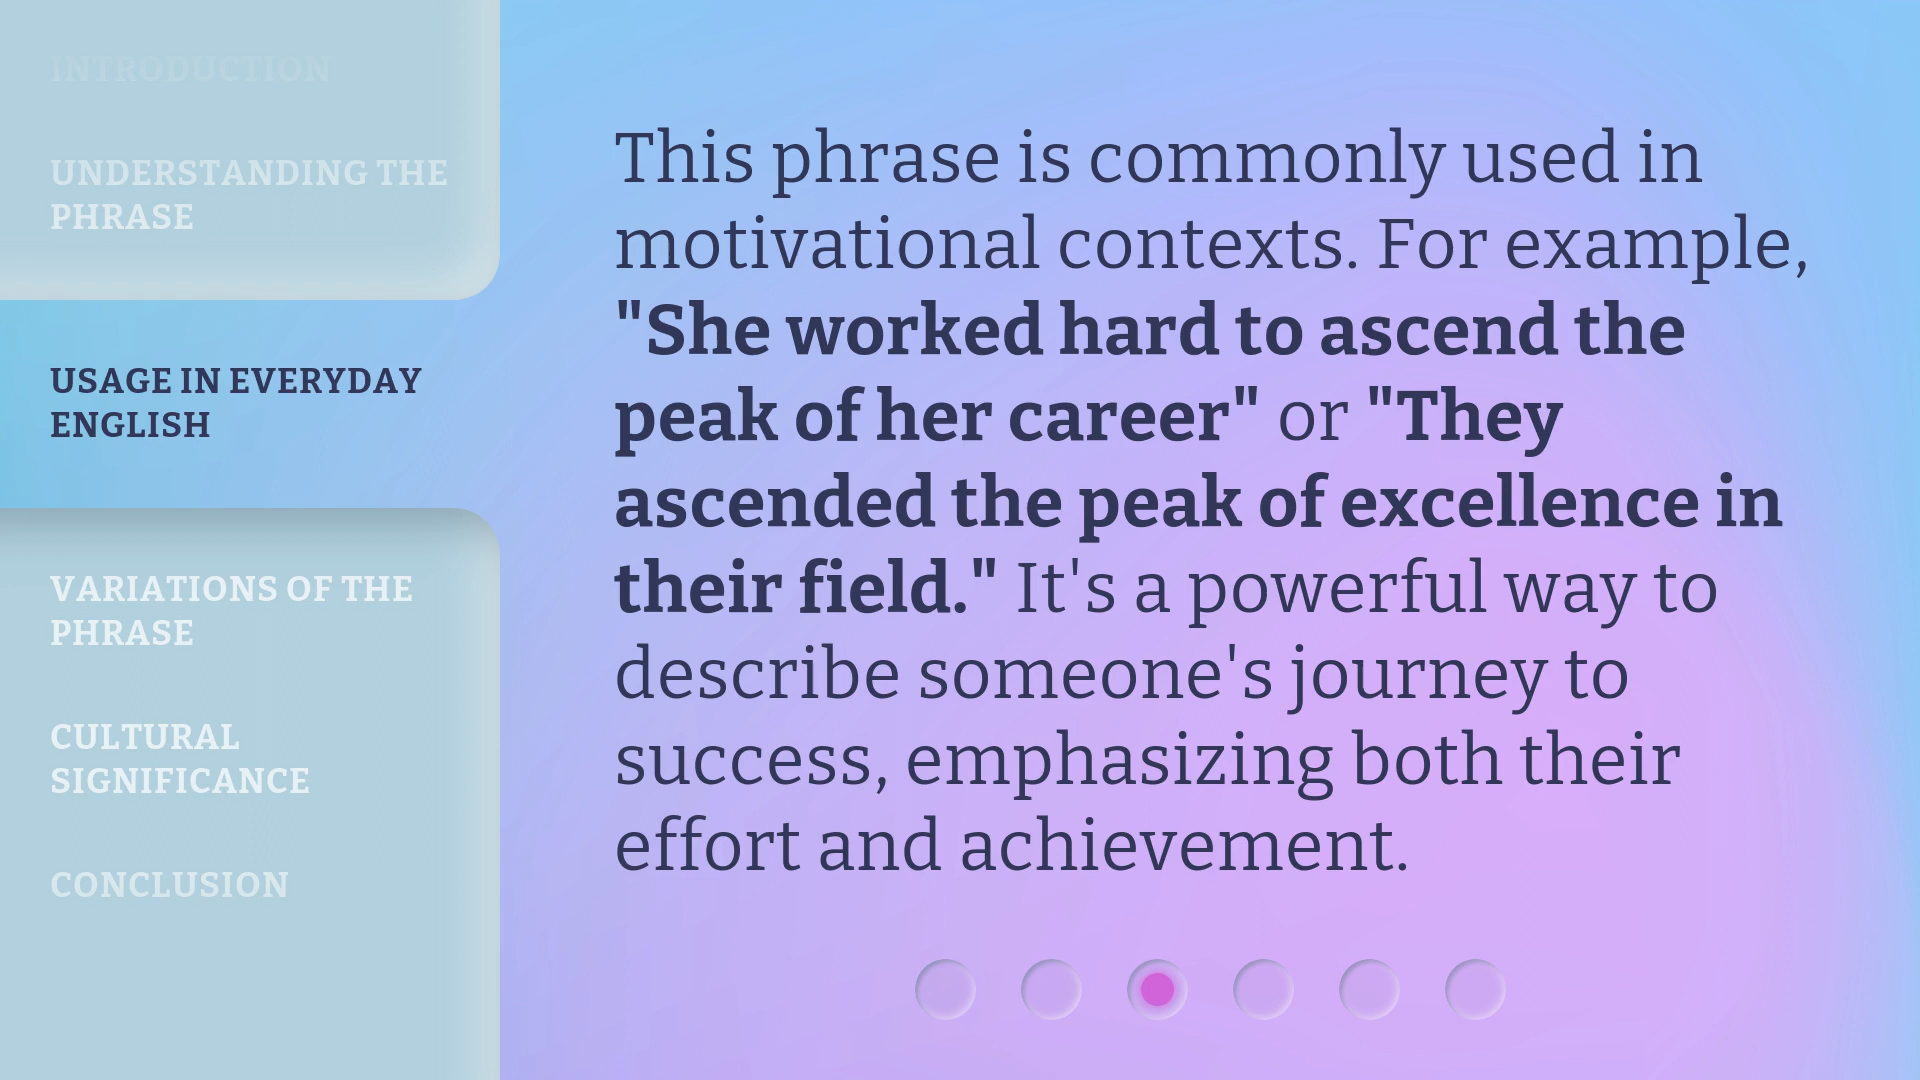 INTRODUCTION
UNDERSTANDING THE
PHRASE
USAGE IN EVERYDAY
ENGLISH
VARIATIONS OF THE
PHRASE
CULTURAL
SIGNIFICANCE
CONCLUSION
This phrase is commonly used in
motivational contexts. For example,
"She worked hard to ascend the
peak of her career" or "They
ascended the peak of excellence in
their field." It's a powerful way to
describe someone's journey to
success, emphasizing both their
effort and achievement.